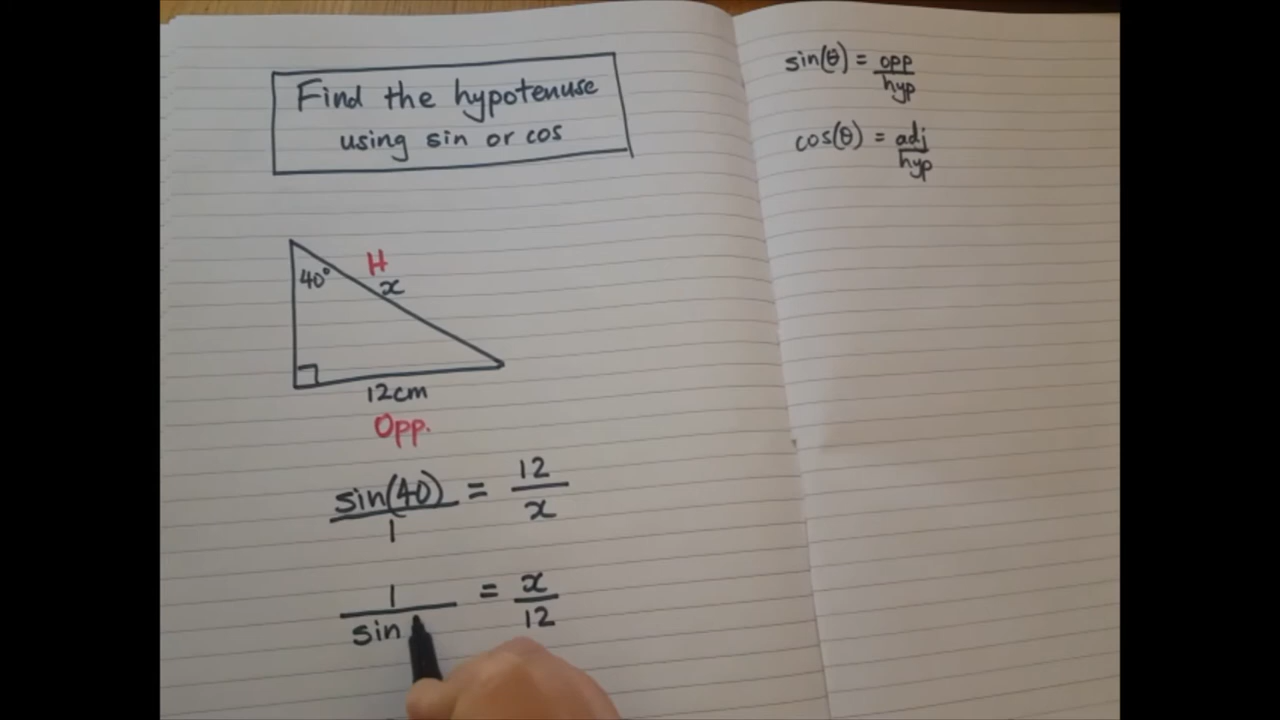 Find the hypotenuse
using sin or cos
sin(θ) = opp
hyp
cos(θ) = adj
hyp
40°
H
x
12cm
Opp.
sin(40) = 12
1 x
1 = x
sin 12